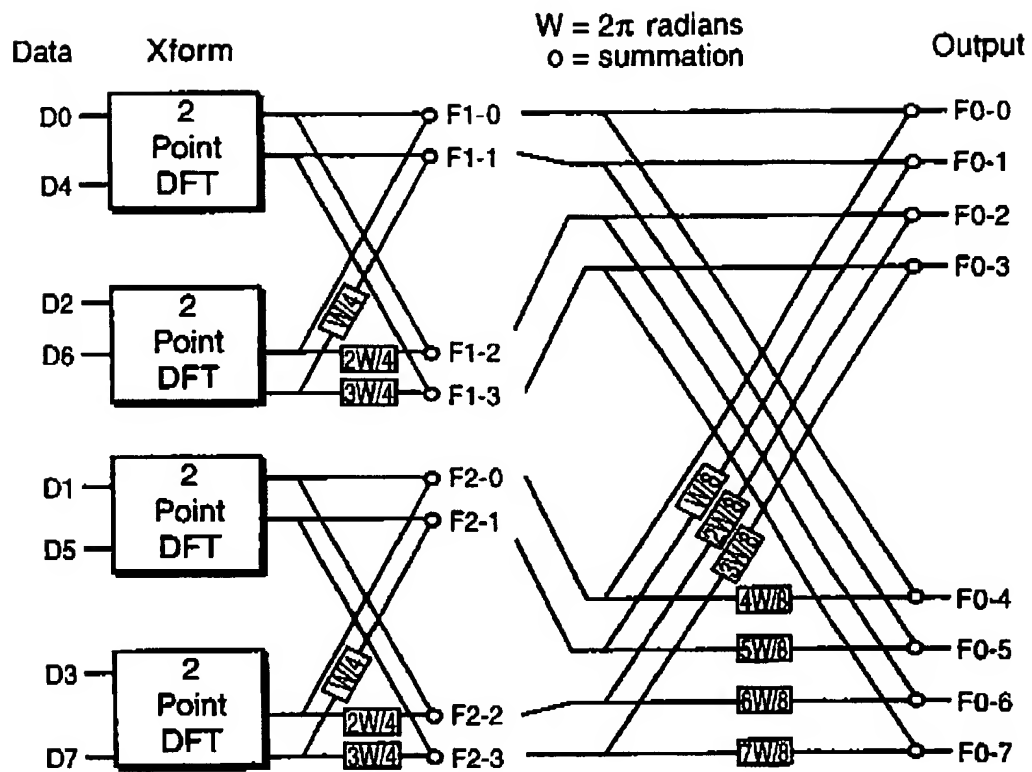 W = 2π radians
o = summation
Data
Xform
Output
D0
D4
2
Point
DFT
F1-0
F1-1
D2
D6
2
Point
DFT
W/4
2W/4
3W/4
F1-2
F1-3
D1
D5
2
Point
DFT
F2-0
F2-1
D3
D7
2
Point
DFT
W/4
2W/4
3W/4
F2-2
F2-3
F0-0
F0-1
F0-2
F0-3
W/8
2W/8
3W/8
4W/8
5W/8
6W/8
7W/8
F0-4
F0-5
F0-6
F0-7